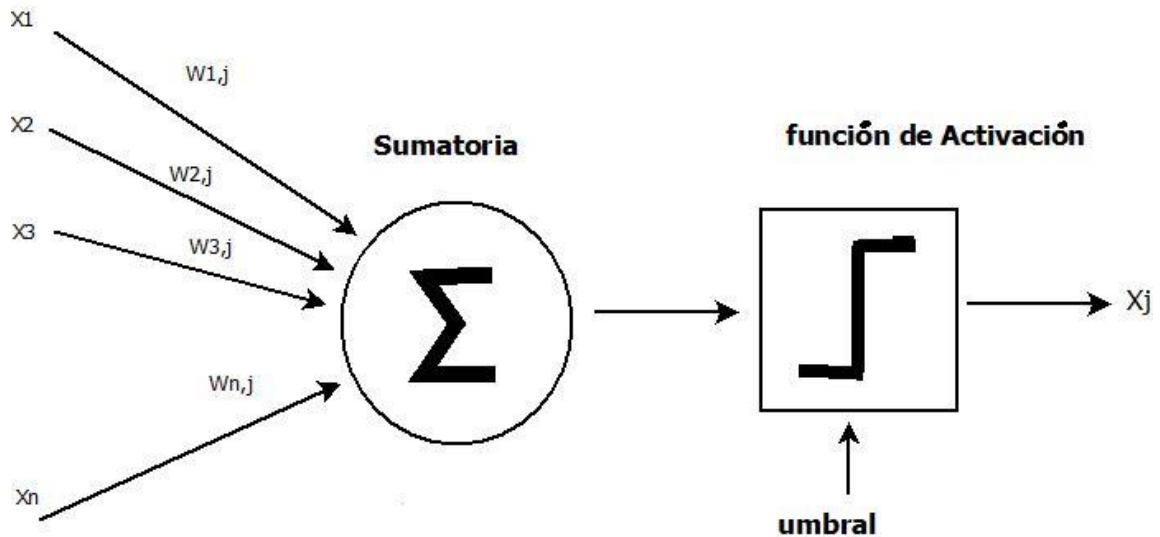 X1
W1,j
X2
W2,j
X3
W3,j
Wn,j
Xn
Sumatoria
Σ
función de Activación
umbral
Xj